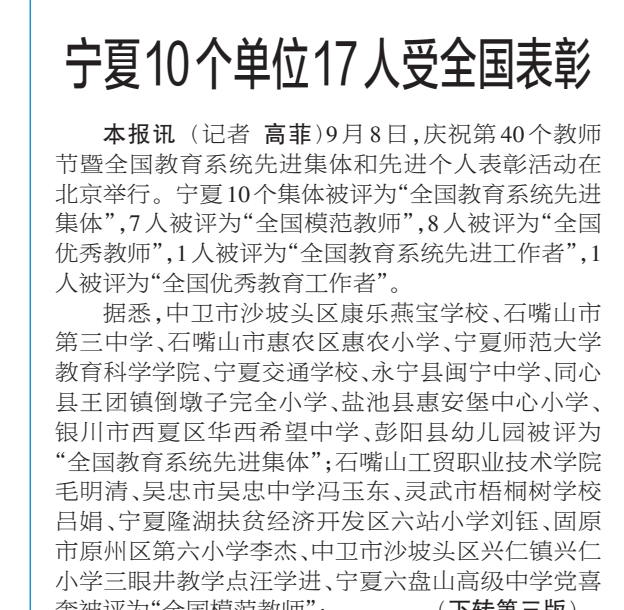 宁夏10个单位17人受全国表彰
本报讯（记者 高菲）9月8日,庆祝第40个教师
节暨全国教育系统先进集体和先进个人表彰活动在
北京举行。宁夏10个集体被评为“全国教育系统先进
集体”,7人被评为“全国模范教师”,8人被评为“全国
优秀教师”,1人被评为“全国教育系统先进工作者”,1
人被评为“全国优秀教育工作者”。
据悉,中卫市沙坡头区康乐燕宝学校、石嘴山市
第三中学、石嘴山市惠农区惠农小学、宁夏师范大学
教育科学学院、宁夏交通学校、永宁县闽宁中学、同心
县王团镇倒墩子完全小学、盐池县惠安堡中心小学、
银川市西夏区华西希望中学、彭阳县幼儿园被评为
“全国教育系统先进集体”;石嘴山工贸职业技术学院
毛明清、吴忠市吴忠中学冯玉东、灵武市梧桐树学校
吕娟、宁夏隆湖扶贫经济开发区六站小学刘钰、固原
市原州区第六小学李杰、中卫市沙坡头区兴仁镇兴仁
小学三眼井教学点汪学进、宁夏六盘山高级中学党喜
奎被评为“全国模范教师”; （下转第三版）